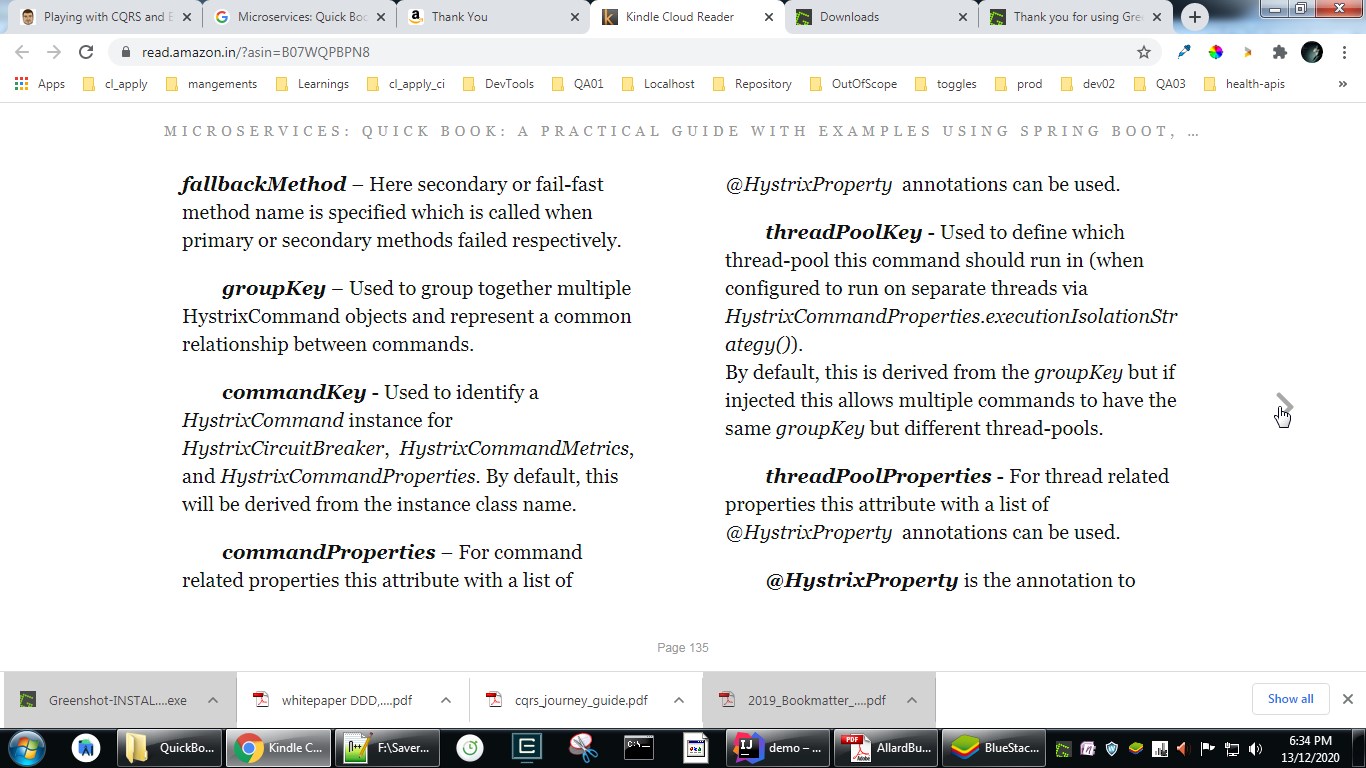 Playing with CQRS and E
Microservices: Quick Boo
Thank You
Kindle Cloud Reader
Downloads
Thank you for using Gre
read.amazon.in/?asin=B07WQPBPN8
Apps
cl_apply
mangements
Learnings
cl_apply_ci
DevTools
QA01
Localhost
Repository
OutOfScope
toggles
prod
dev02
QA03
health-apis
»
MICROSERVICES: QUICK BOOK: A PRACTICAL GUIDE WITH EXAMPLES USING SPRING BOOT, …
fallbackMethod – Here secondary or fail-fast
method name is specified which is called when
primary or secondary methods failed respectively.
groupKey – Used to group together multiple
HystrixCommand objects and represent a common
relationship between commands.
commandKey - Used to identify a
HystrixCommand instance for
HystrixCircuitBreaker, HystrixCommandMetrics,
and HystrixCommandProperties. By default, this
will be derived from the instance class name.
commandProperties – For command
related properties this attribute with a list of
@HystrixProperty annotations can be used.
threadPoolKey - Used to define which
thread-pool this command should run in (when
configured to run on separate threads via
HystrixCommandProperties.executionIsolationStr
ategy()).
By default, this is derived from the groupKey but if
injected this allows multiple commands to have the
same groupKey but different thread-pools.
threadPoolProperties - For thread related
properties this attribute with a list of
@HystrixProperty annotations can be used.
@HystrixProperty is the annotation to
Page 135
Greenshot-INSTAL....exe
whitepaper DDD,....pdf
cqrs_journey_guide.pdf
2019_Bookmatter_....pdf
Show all
QuickBo...
Kindle C...
F:\Saver...
demo – ...
AllardBu...
BlueStac...
6:34 PM
13/12/2020